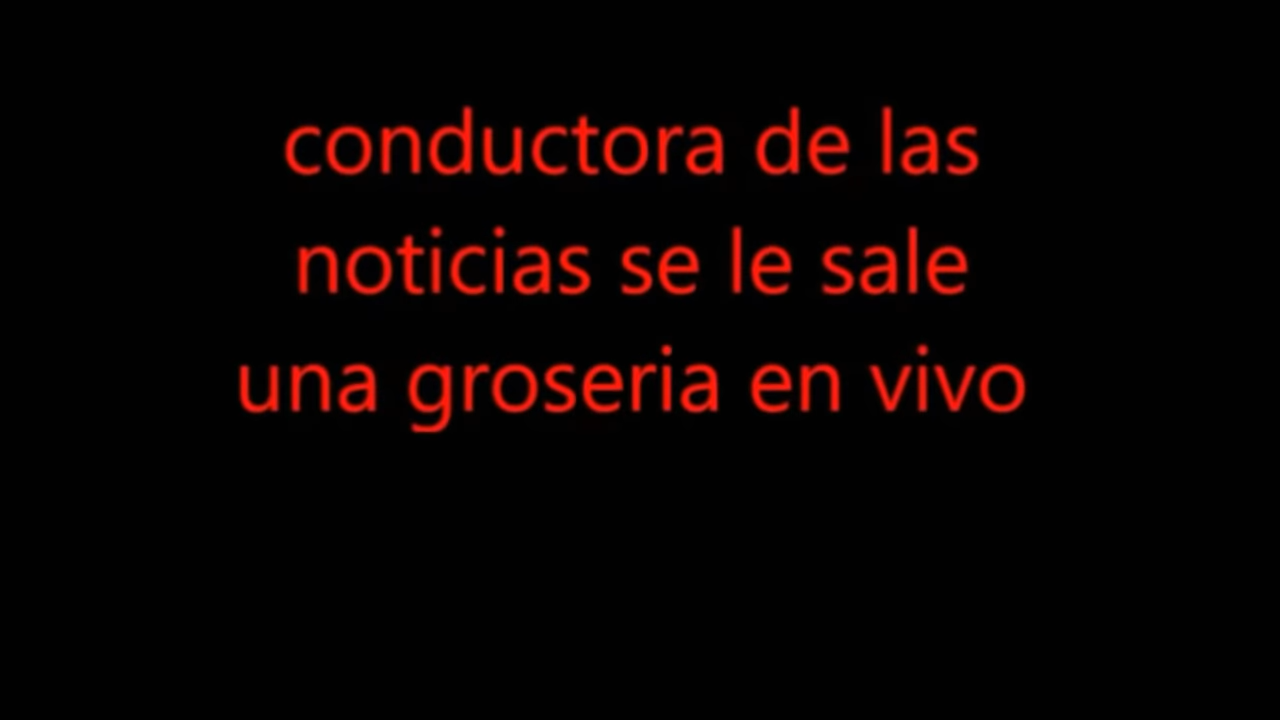 conductora de las
noticias se le sale
una groseria en vivo